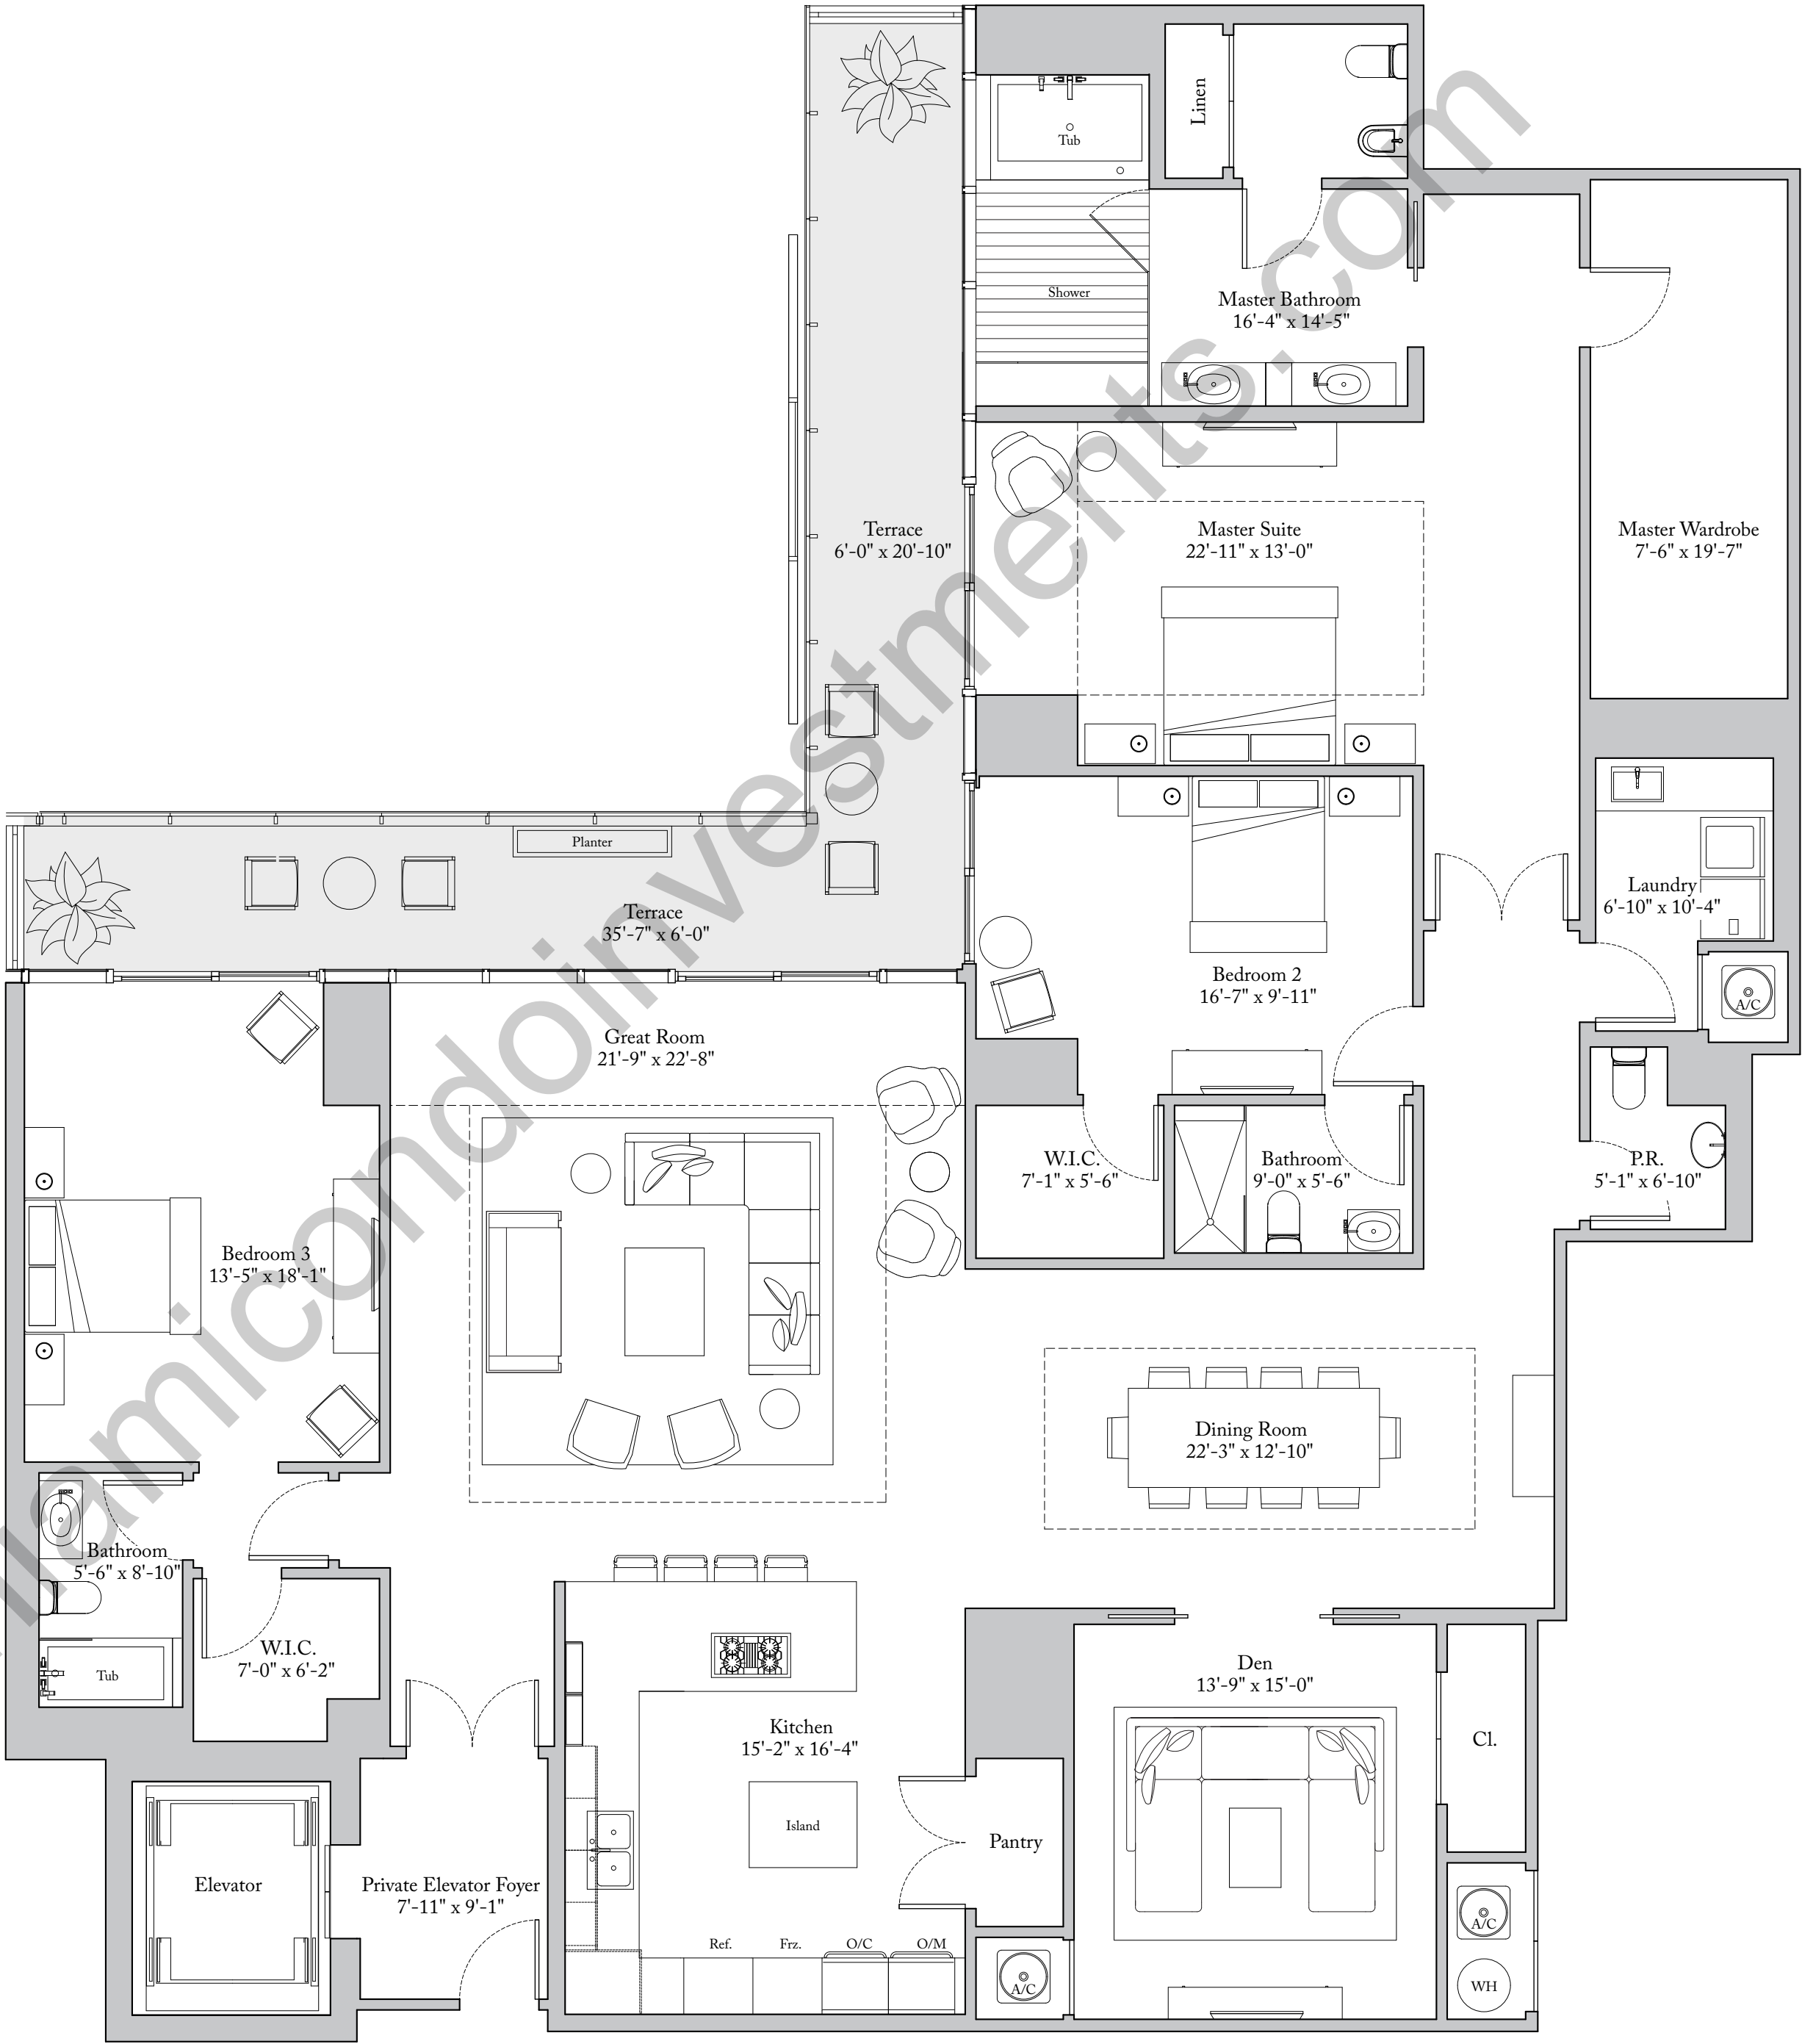 Linen
Tub
Shower
Master Bathroom
16'-4" x 14'-5"
Terrace
6'-0" x 20'-10"
Master Suite
22'-11" x 13'-0"
Master Wardrobe
7'-6" x 19'-7"
Planter
Terrace
35'-7" x 6'-0"
Laundry
6'-10" x 10'-4"
Bedroom 2
16'-7" x 9'-11"
A/C
Great Room
21'-9" x 22'-8"
W.I.C.
7'-1" x 5'-6"
Bathroom
9'-0" x 5'-6"
P.R.
5'-1" x 6'-10"
Bedroom 3
13'-5" x 18'-1"
Dining Room
22'-3" x 12'-10"
Bathroom
5'-6" x 8'-10"
Tub
W.I.C.
7'-0" x 6'-2"
Den
13'-9" x 15'-0"
Kitchen
15'-2" x 16'-4"
Cl.
Island
Pantry
Elevator
Private Elevator Foyer
7'-11" x 9'-1"
Ref. Frz. O/C O/M
A/C
A/C
WH
iamicondoinvestments.com